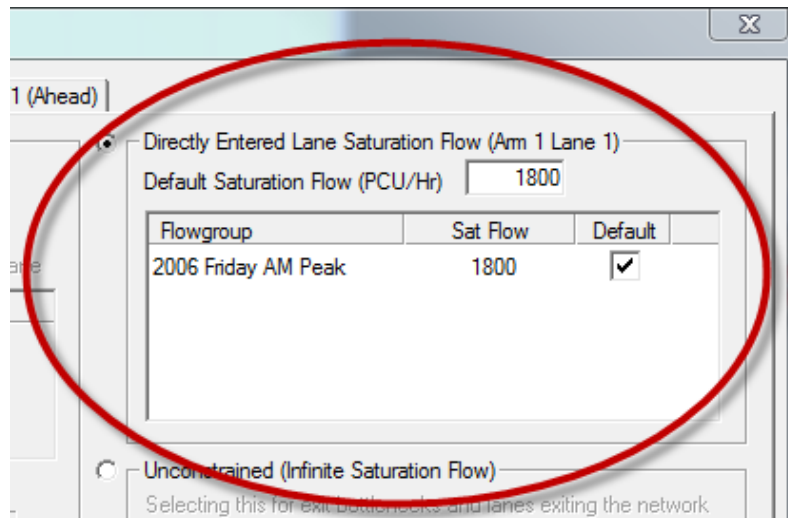 1 (Ahead)
Directly Entered Lane Saturation Flow (Arm 1 Lane 1)
Default Saturation Flow (PCU/Hr) 1800
Flowgroup Sat Flow Default
2006 Friday AM Peak 1800
Unconstrained (Infinite Saturation Flow)
Selecting this for exit bottlenecks and lanes exiting the network